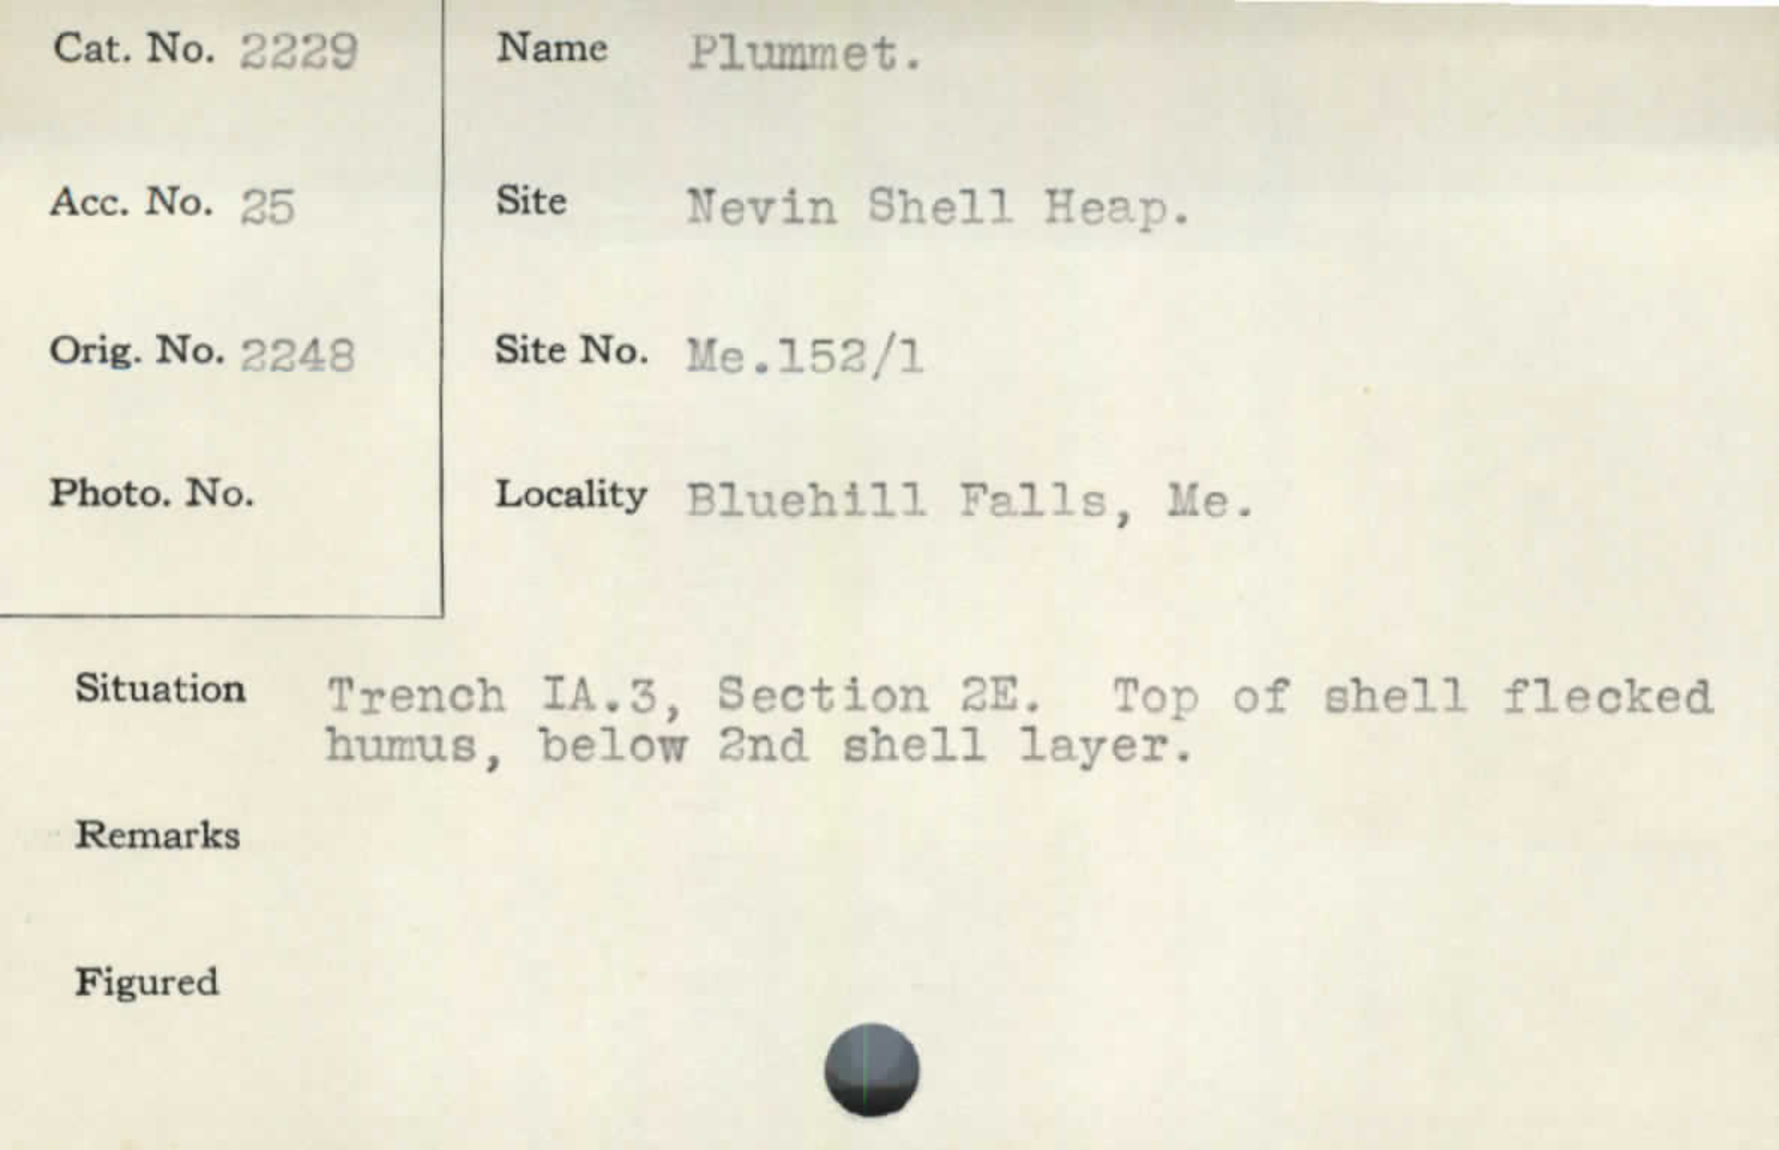 Cat. No. 2229
Acc. No. 25
Orig. No. 2248
Photo. No.
Name Plummet.
Site Nevin Shell Heap.
Site No. Me.152/1
Locality Bluehill Falls, Me.
Situation Trench IA.3, Section 2E. Top of shell flecked
humus, below 2nd shell layer.
Remarks
Figured